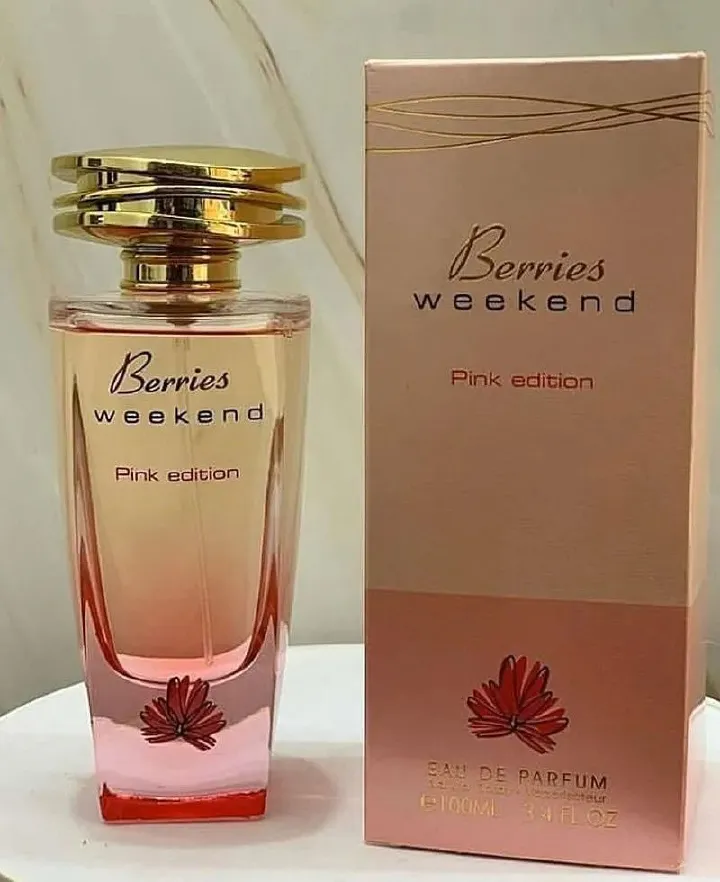 Berries
weekend
Pink edition
Berries
weekend
Pink edition
EAU DE PARFUM
℮100ML 3.4 FL OZ